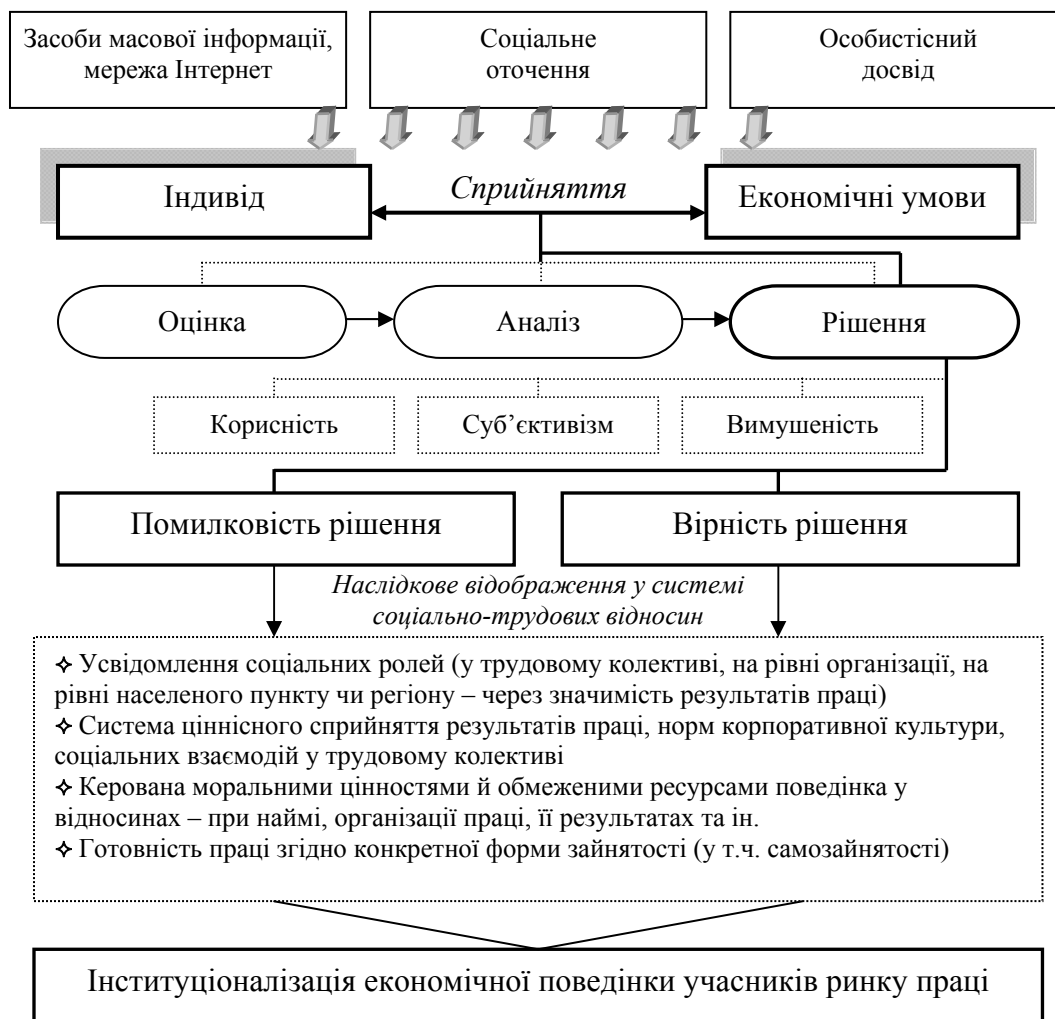 Засоби масової інформації,
мережа Інтернет
Соціальне
оточення
Особистісний
досвід
Індивід
Сприйняття
Економічні умови
Оцінка
Аналіз
Рішення
Корисність
Суб’єктивізм
Вимушеність
Помилковість рішення
Вірність рішення
Наслідкове відображення у системі
соціально-трудових відносин
✧ Усвідомлення соціальних ролей (у трудовому колективі, на рівні організації, на
рівні населеного пункту чи регіону – через значимість результатів праці)
✧ Система ціннісного сприйняття результатів праці, норм корпоративної культури,
соціальних взаємодій у трудовому колективі
✧ Керована моральними цінностями й обмеженими ресурсами поведінка у
відносинах – при наймі, організації праці, її результатах та ін.
✧ Готовність праці згідно конкретної форми зайнятості (у т.ч. самозайнятості)
Інституціоналізація економічної поведінки учасників ринку праці